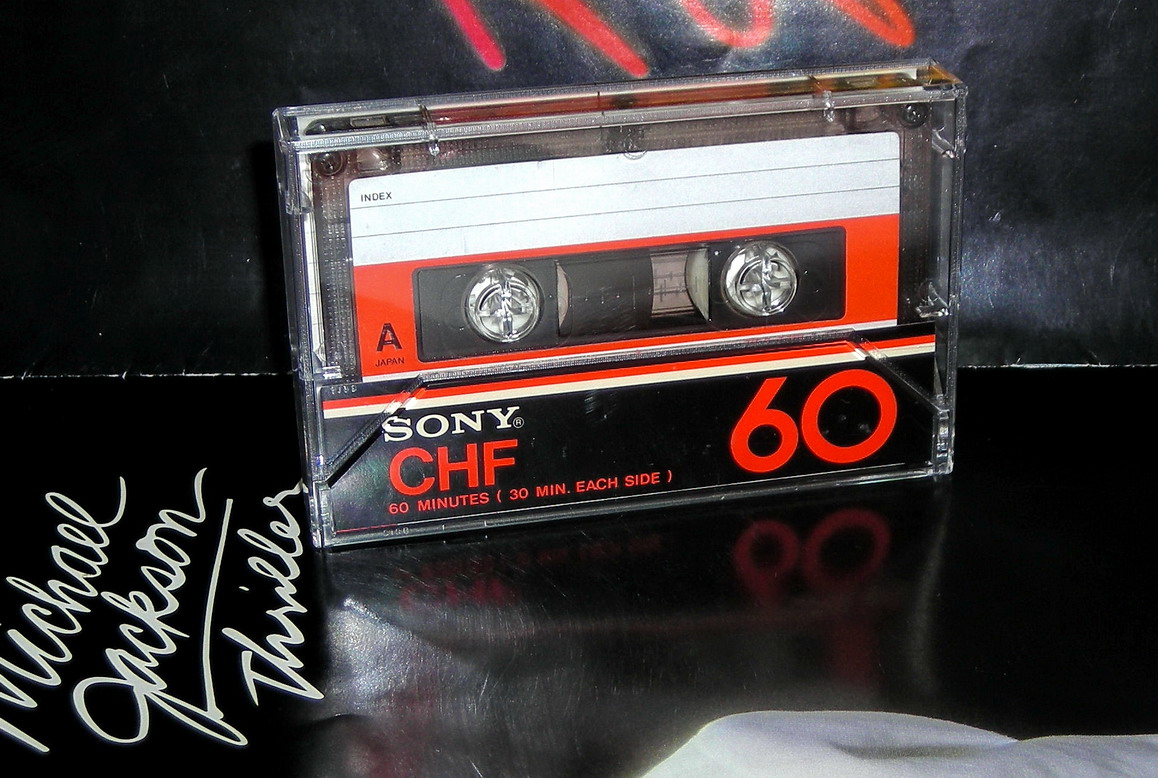 INDEX
A
JAPAN
SONY®
CHF
60
60 MINUTES ( 30 MIN. EACH SIDE )
Michael
Jackson
Thriller